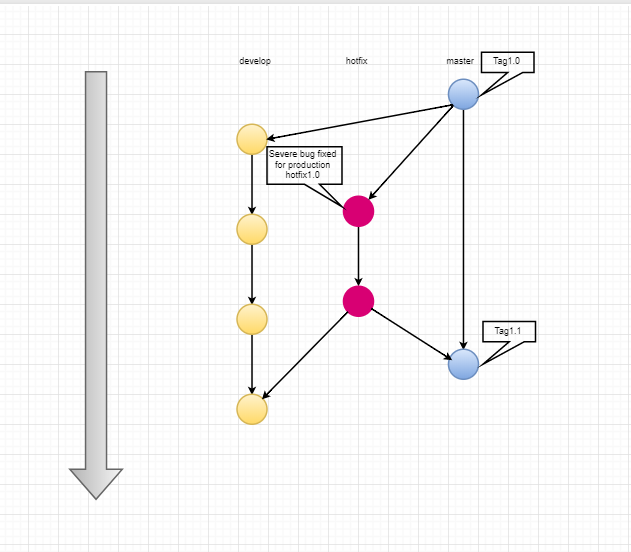 develop
hotfix
master
Tag1.0
Severe bug fixed
for production
hotfix1.0
Tag1.1